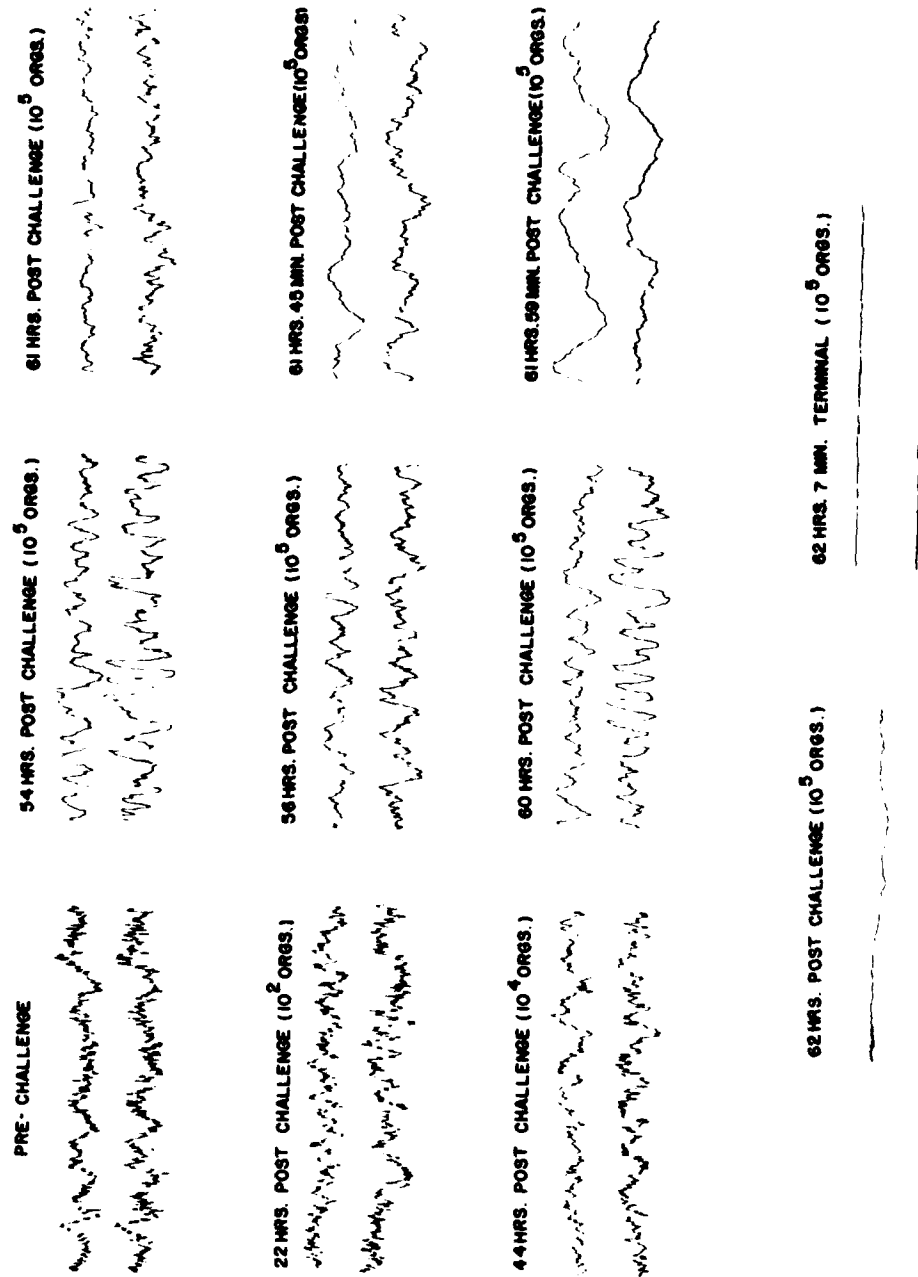 PRE-CHALLENGE
22 HRS. POST CHALLENGE (10² ORGS.)
44 HRS. POST CHALLENGE (10⁴ ORGS.)
54 HRS. POST CHALLENGE (10⁵ ORGS.)
56 HRS. POST CHALLENGE (10⁵ ORGS.)
60 HRS. POST CHALLENGE (10⁵ ORGS.)
61 HRS. POST CHALLENGE (10⁵ ORGS.)
61 HRS. 45 MIN. POST CHALLENGE (10⁵ ORGS)
61 HRS. 59 MIN. POST CHALLENGE (10⁵ ORGS.)
62 HRS. POST CHALLENGE (10⁵ ORGS.)
62 HRS. 7 MIN. TERMINAL (10⁵ ORGS.)